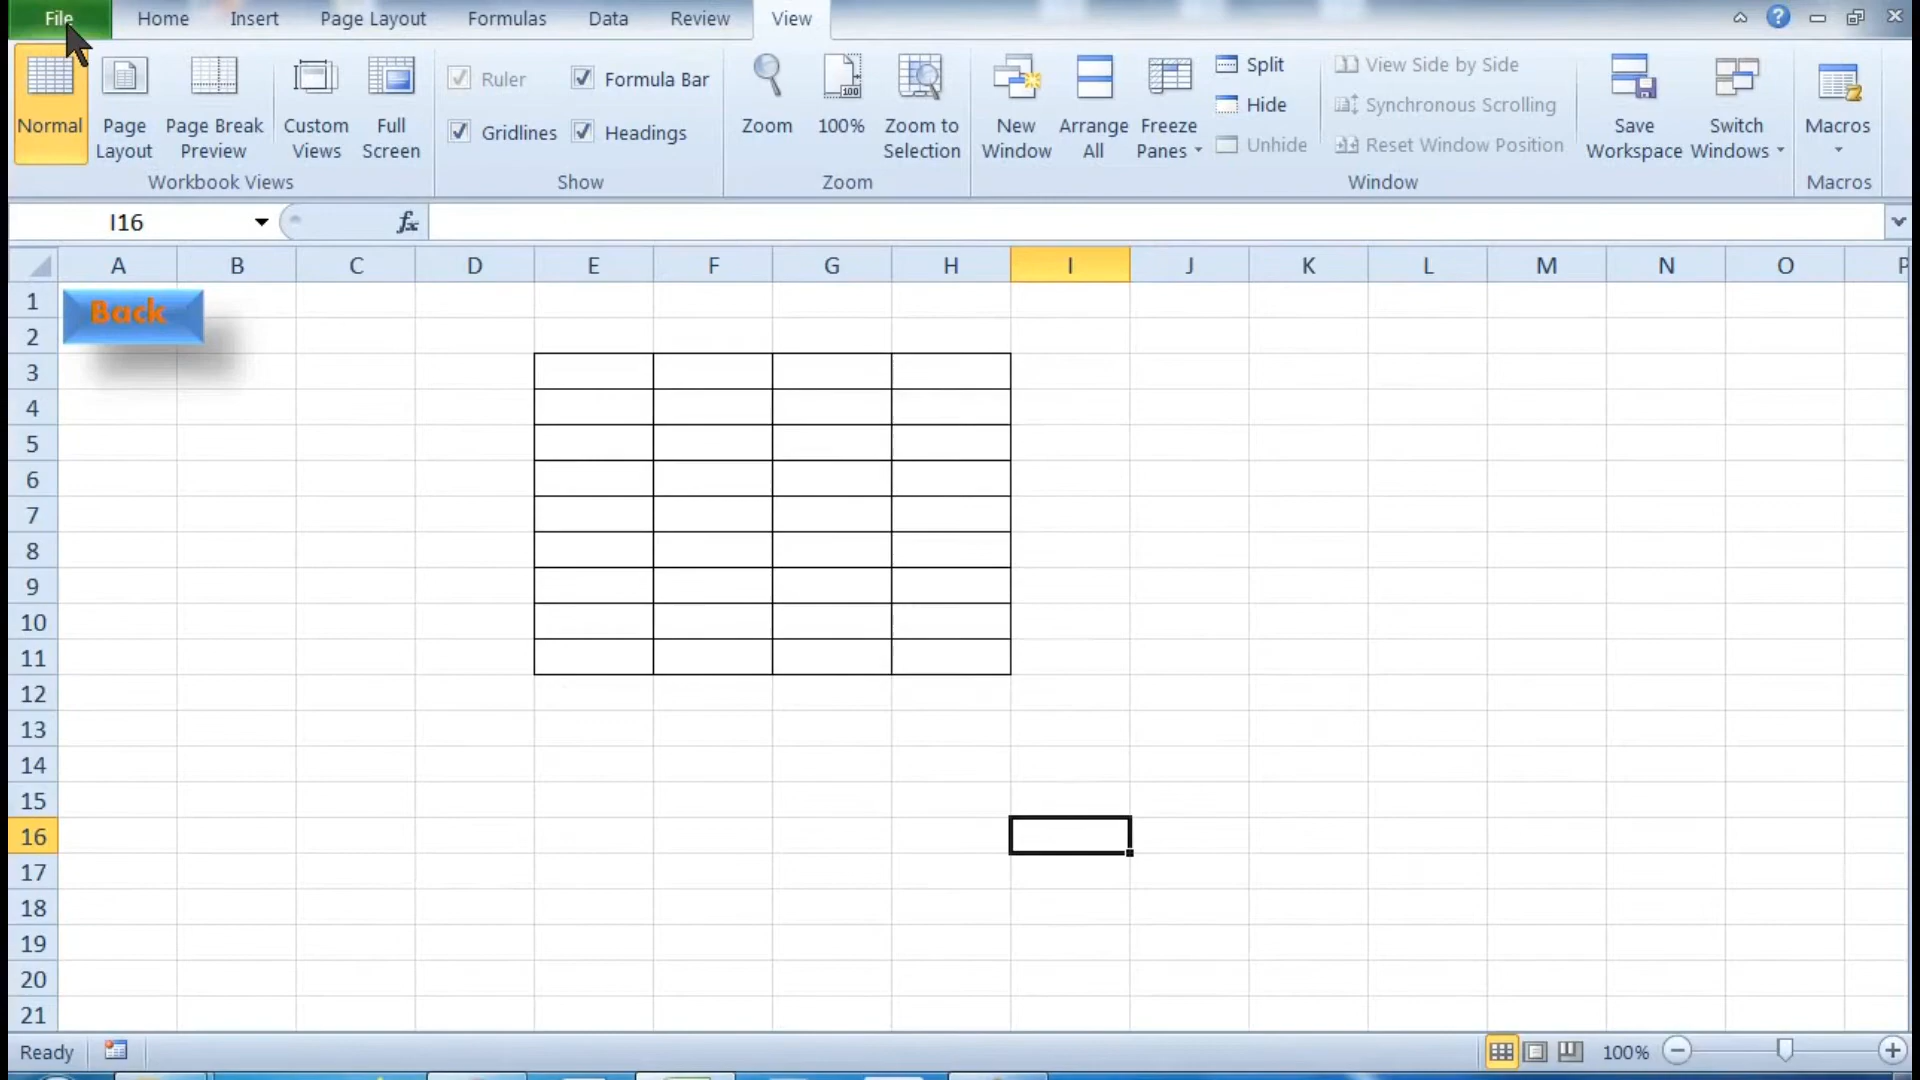 File Home Insert Page Layout Formulas Data Review View
Normal Page Layout Page Break Preview Custom Views Full Screen
Workbook Views
Ruler Formula Bar
Gridlines Headings
Show
Zoom 100% Zoom to Selection
100
Zoom
New Window Arrange All Freeze Panes
Split
Hide
Unhide
View Side by Side
Synchronous Scrolling
Reset Window Position
Save Workspace Switch Windows
Window
Macros
Macros
I16 fx
A B C D E F G H I J K L M N O P
1
Back
2
3
4
5
6
7
8
9
10
11
12
13
14
15
16
17
18
19
20
21
Ready 100%